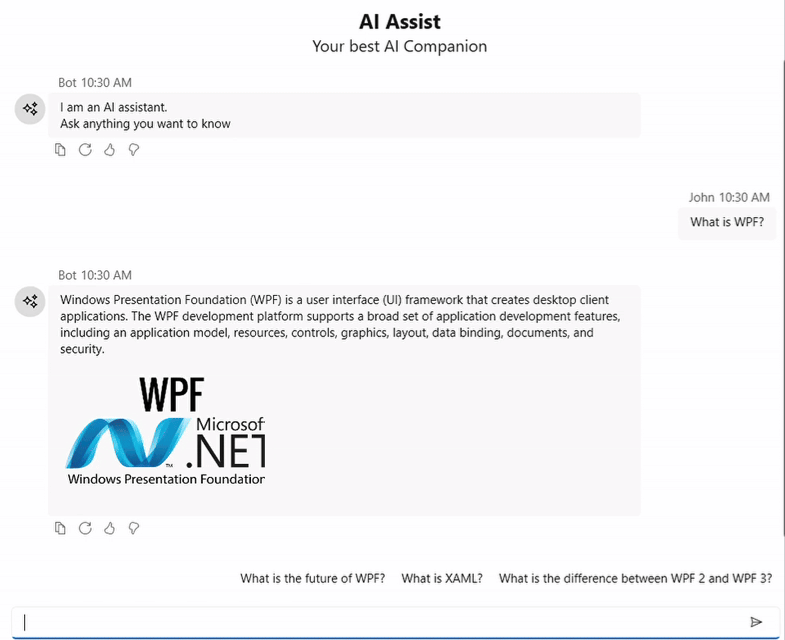 AI Assist
Your best AI Companion
Bot 10:30 AM
I am an AI assistant.
Ask anything you want to know
John 10:30 AM
What is WPF?
Bot 10:30 AM
Windows Presentation Foundation (WPF) is a user interface (UI) framework that creates desktop client
applications. The WPF development platform supports a broad set of application development features,
including an application model, resources, controls, graphics, layout, data binding, documents, and
security.
WPF
Microsof
TM .NET
Windows Presentation Foundation
What is the future of WPF? What is XAML? What is the difference between WPF 2 and WPF 3?